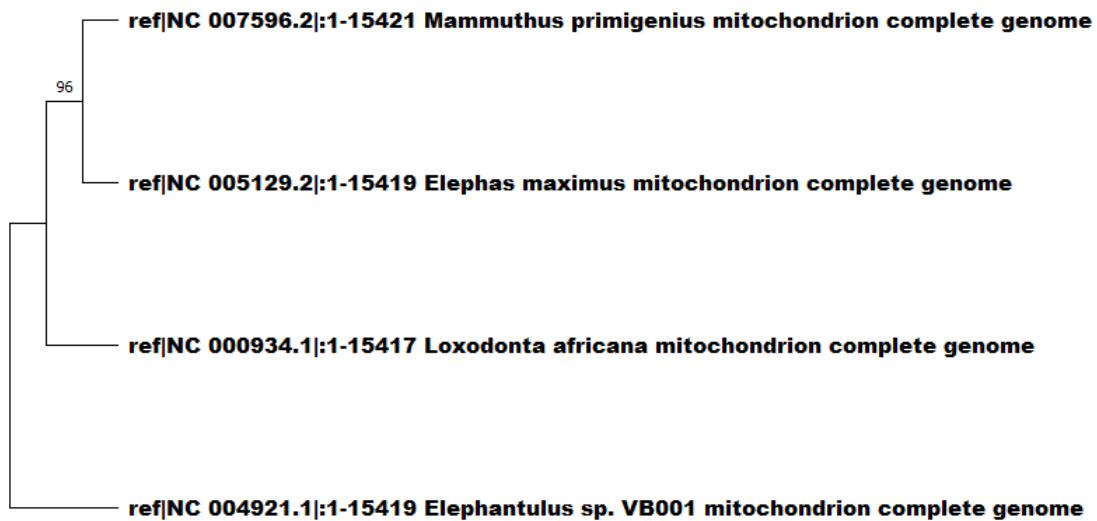 ref|NC 007596.2|:1-15421 Mammuthus primigenius mitochondrion complete genome
96
ref|NC 005129.2|:1-15419 Elephas maximus mitochondrion complete genome
ref|NC 000934.1|:1-15417 Loxodonta africana mitochondrion complete genome
ref|NC 004921.1|:1-15419 Elephantulus sp. VB001 mitochondrion complete genome